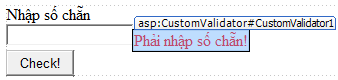 Nhập số chẵn
asp:CustomValidator#CustomValidator1
Phải nhập số chẵn!
Check!